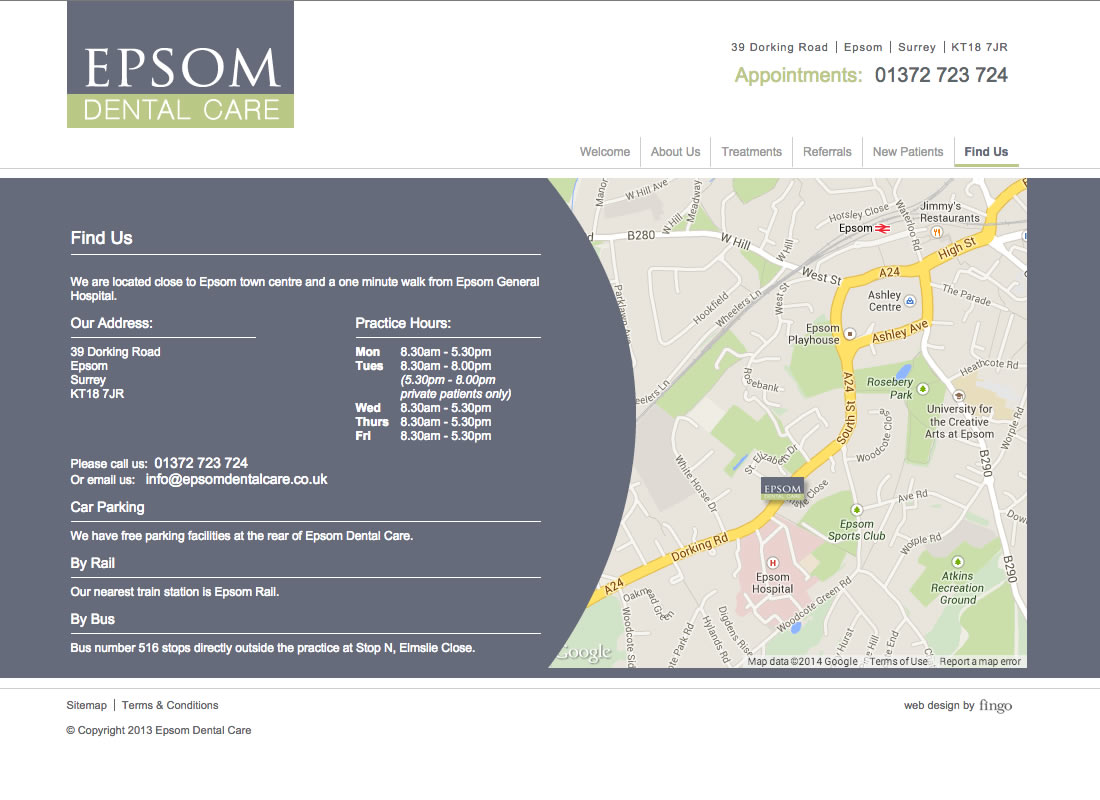 EPSOM
DENTAL CARE
39 Dorking Road | Epsom | Surrey | KT18 7JR
Appointments: 01372 723 724
Welcome
About Us
Treatments
Referrals
New Patients
Find Us
Find Us
We are located close to Epsom town centre and a one minute walk from Epsom General
Hospital.
Our Address:
39 Dorking Road
Epsom
Surrey
KT18 7JR
Practice Hours:
Mon 8.30am - 5.30pm
Tues 8.30am - 8.00pm
(5.30pm - 8.00pm
private patients only)
Wed 8.30am - 5.30pm
Thurs 8.30am - 5.30pm
Fri 8.30am - 5.30pm
Please call us: 01372 723 724
Or email us: info@epsomdentalcare.co.uk
Car Parking
We have free parking facilities at the rear of Epsom Dental Care.
By Rail
Our nearest train station is Epsom Rail.
By Bus
Bus number 516 stops directly outside the practice at Stop N, Elmslie Close.
Manor
W Hill Ave
Meadway
W Hill
B280
W Hill
W Hill
Horsley Close
Waterloo Rd
Jimmy's
Restaurants
Epsom
High St
West St
West St
A24
Ashley
Centre
The Parade
Parklawn Ave
Hookfield
Wheelers Ln
Epsom
Playhouse
Ashley Ave
Rosebank
Heathcote Rd
A24
South St
Rosebery
Park
University for
the Creative
Arts at Epsom
Worple Rd
Woodcote Close
B290
St. Elizabeth Dr
White Horse Dr
EPSOM
DENTAL CARE
Close
Ave Rd
Epsom
Sports Club
Worple Rd
Dorking Rd
Epsom
Hospital
H
Atkins
Recreation
Ground
B290
A24
Woodcote Green Rd
Woodcote Sid
Park Rd
Hylands Rd
Digdens Rise
Hurst
Hill
End
Google
Map data ©2014 Google
Terms of Use
Report a map error
Sitemap | Terms & Conditions
web design by fingo
© Copyright 2013 Epsom Dental Care